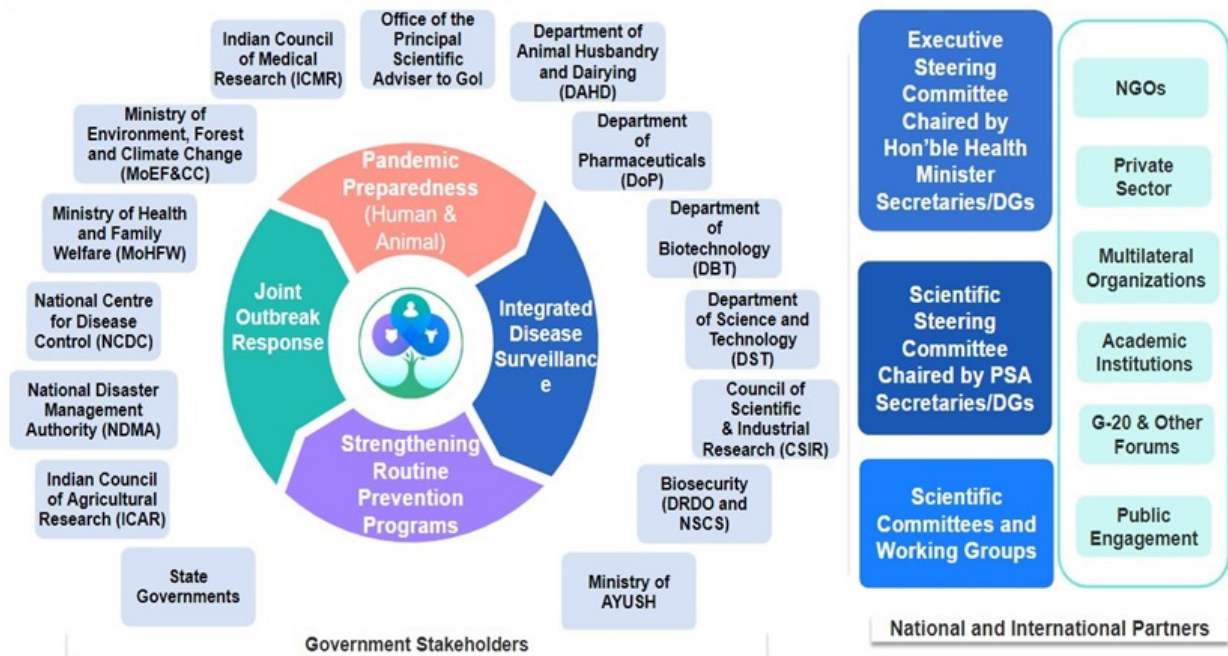 Indian Council
of Medical
Research (ICMR)
Office of the
Principal
Scientific
Adviser to GoI
Department of
Animal Husbandry
and Dairying
(DAHD)
Ministry of
Environment, Forest
and Climate Change
(MoEF&CC)
Department
of
Pharmaceuticals
(DoP)
Ministry of Health
and Family
Welfare (MoHFW)
Department
of
Biotechnology
(DBT)
National Centre
for Disease
Control (NCDC)
Department
of Science and
Technology
(DST)
National Disaster
Management
Authority (NDMA)
Council of
Scientific
& Industrial
Research (CSIR)
Indian Council
of Agricultural
Research (ICAR)
Biosecurity
(DRDO and
NSCS)
State
Governments
Ministry of
AYUSH
Pandemic
Preparedness
(Human &
Animal)
Joint
Outbreak
Response
Integrated
Disease
Surveillanc
e
Strengthening
Routine
Prevention
Programs
Government Stakeholders
Executive
Steering
Committee
Chaired by
Hon'ble Health
Minister
Secretaries/DGs
Scientific
Steering
Committee
Chaired by PSA
Secretaries/DGs
Scientific
Committees and
Working Groups
NGOs
Private
Sector
Multilateral
Organizations
Academic
Institutions
G-20 & Other
Forums
Public
Engagement
National and International Partners